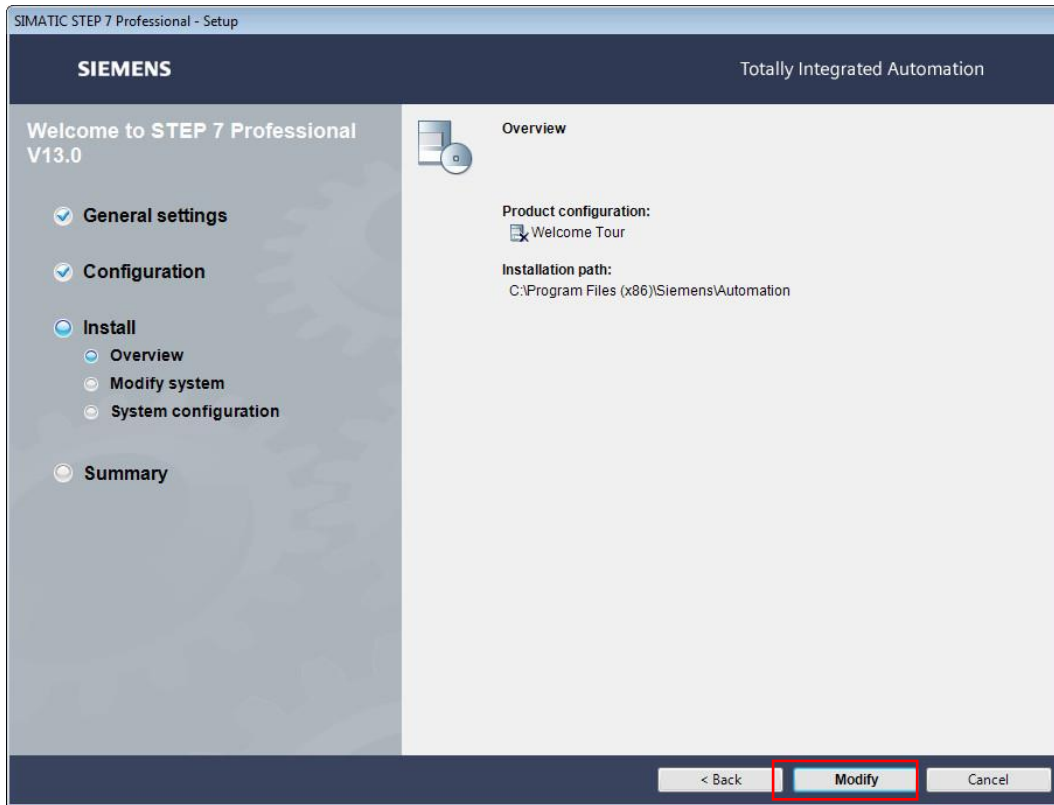 SIMATIC STEP 7 Professional - Setup
SIEMENS
Totally Integrated Automation
Welcome to STEP 7 Professional
V13.0
General settings
Configuration
Install
Overview
Modify system
System configuration
Summary
Overview
Product configuration:
Welcome Tour
Installation path:
C:\Program Files (x86)\Siemens\Automation
< Back
Modify
Cancel